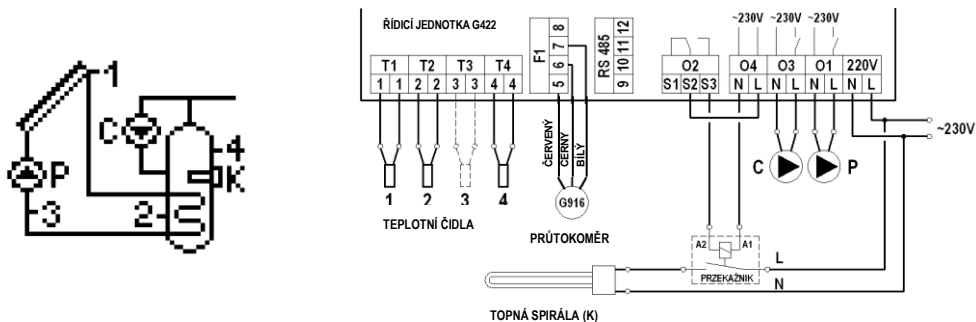 1
C
4
P
K
3
2
ŘÍDICÍ JEDNOTKA G422
T1 T2 T3 T4
1 1 2 2 3 3 4 4
F1
8
7
6
5
RS 485
12
11
10
9
~230V ~230V ~230V
O2 O4 O3 O1 220V
S1 S2 S3 N L N L N L N L
~230V
ČERVENÝ
CERNY
BÍLÝ
1 2 3 4
TEPLOTNÍ ČIDLA
G916
PRŮTOKOMĚR
C P
A2 A1
PRZEKAŹNIK
L
N
TOPNÁ SPIRÁLA (K)